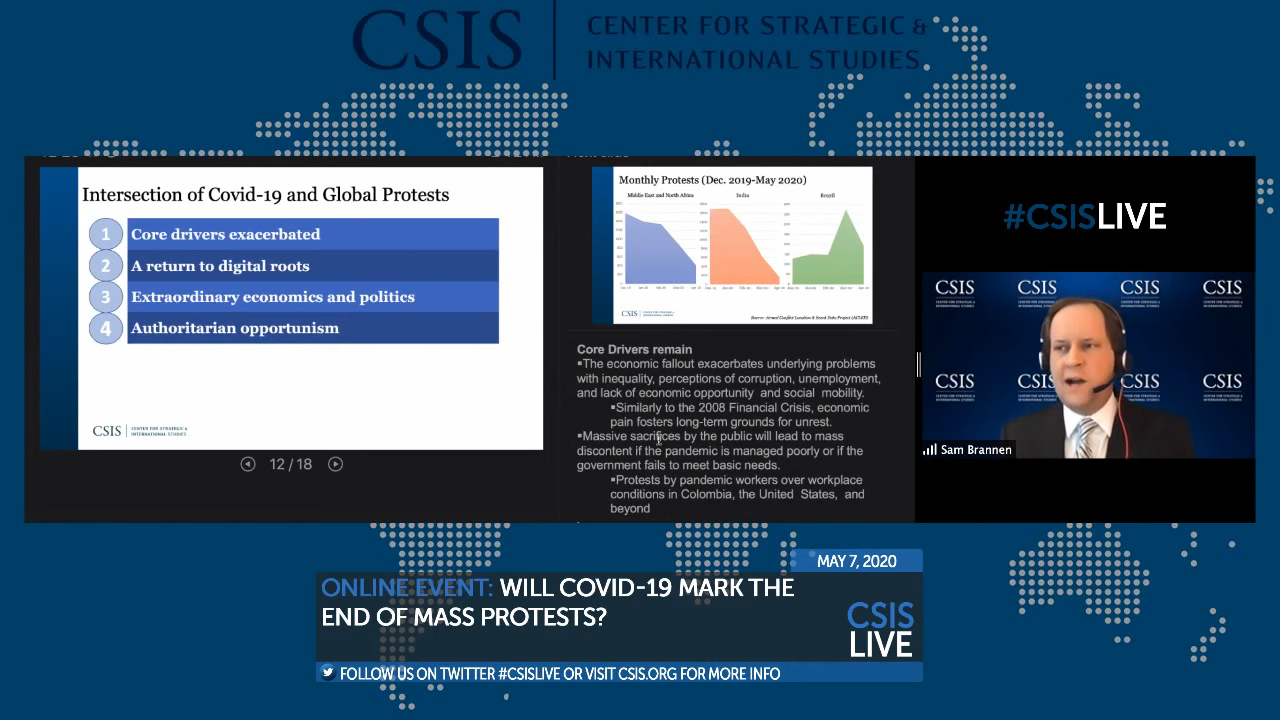 CSIS
CENTER FOR STRATEGIC &
INTERNATIONAL STUDIES
Intersection of Covid-19 and Global Protests
1 Core drivers exacerbated
2 A return to digital roots
3 Extraordinary economics and politics
4 Authoritarian opportunism
CSIS
CENTER FOR STRATEGIC &
INTERNATIONAL STUDIES
12 / 18
Monthly Protests (Dec. 2019-May 2020)
Middle East and North Africa
India
Brazil
CSIS
CENTER FOR STRATEGIC &
INTERNATIONAL STUDIES
Source: Armed Conflict Location & Event Data Project (ACLED)
Core Drivers remain
▪The economic fallout exacerbates underlying problems
with inequality, perceptions of corruption, unemployment,
and lack of economic opportunity and social mobility.
▪Similarly to the 2008 Financial Crisis, economic
pain fosters long-term grounds for unrest.
▪Massive sacrifices by the public will lead to mass
discontent if the pandemic is managed poorly or if the
government fails to meet basic needs.
▪Protests by pandemic workers over workplace
conditions in Colombia, the United States, and
beyond
#CSISLIVE
CSIS CSIS CSIS CSIS
CSIS CSIS CSIS CSIS
Sam Brannen
MAY 7, 2020
ONLINE EVENT: WILL COVID-19 MARK THE
END OF MASS PROTESTS?
CSIS
LIVE
FOLLOW US ON TWITTER #CSISLIVE OR VISIT CSIS.ORG FOR MORE INFO